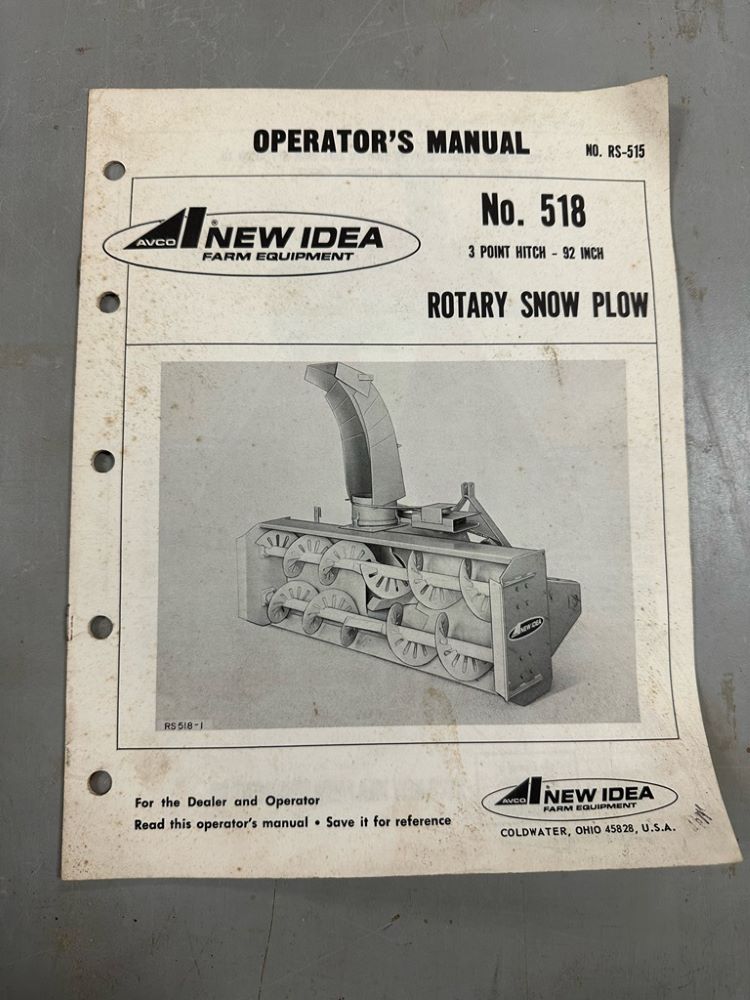 OPERATOR'S MANUAL
NO. RS-515
AVCO NEW IDEA
FARM EQUIPMENT
No. 518
3 POINT HITCH - 92 INCH
ROTARY SNOW PLOW
NEW IDEA
RS518-1
For the Dealer and Operator
Read this operator's manual • Save it for reference
AVCO NEW IDEA
FARM EQUIPMENT
COLDWATER, OHIO 45828, U.S.A.